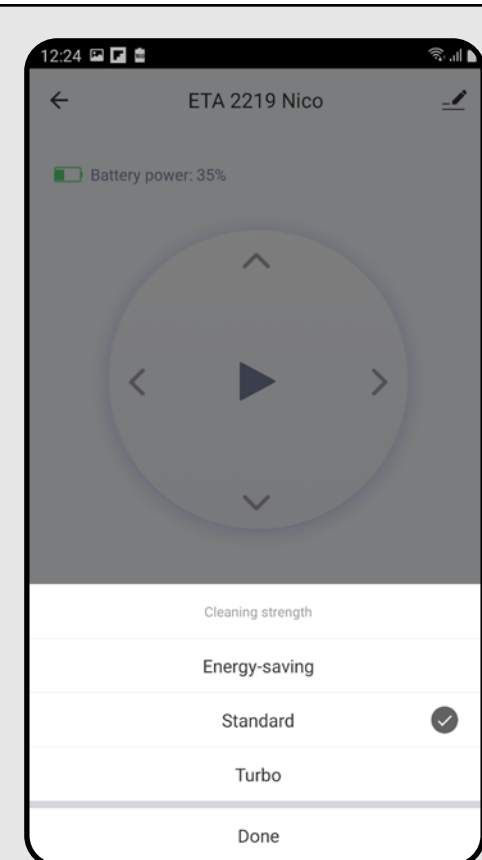 12:24
ETA 2219 Nico
Battery power: 35%
Cleaning strength
Energy-saving
Standard
Turbo
Done